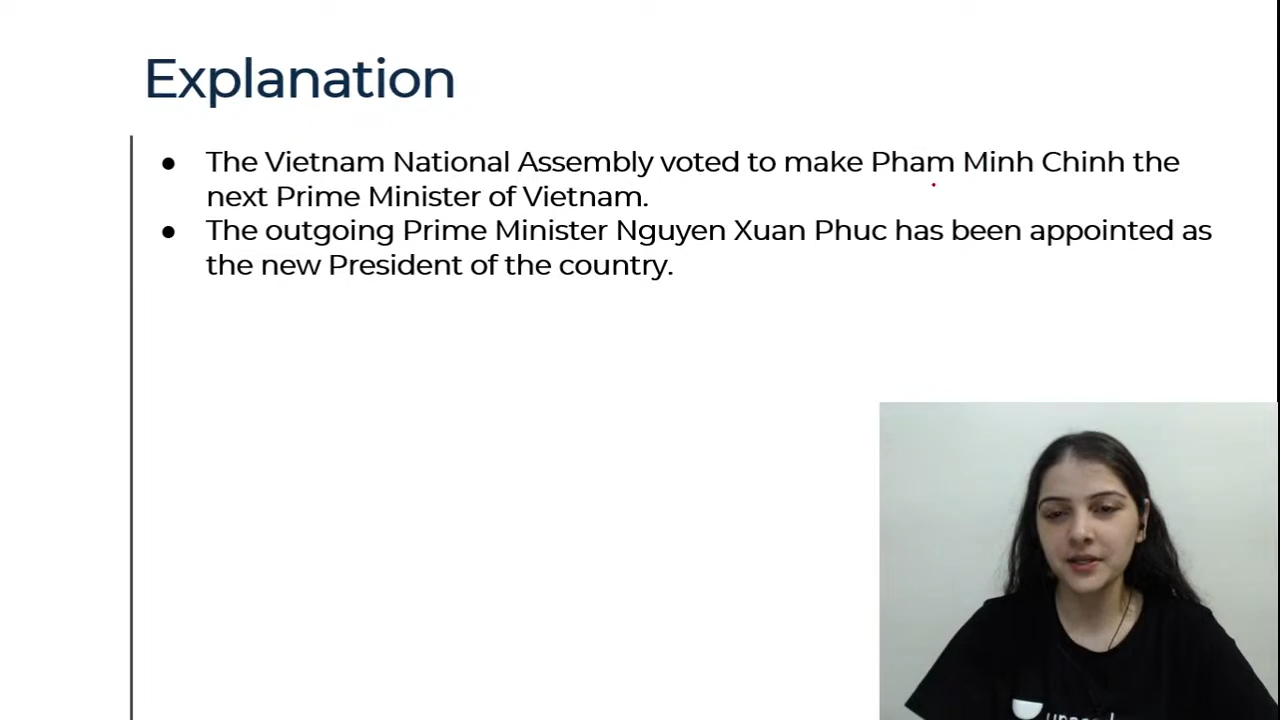 Explanation
● The Vietnam National Assembly voted to make Pham Minh Chinh the
next Prime Minister of Vietnam.
● The outgoing Prime Minister Nguyen Xuan Phuc has been appointed as
the new President of the country.